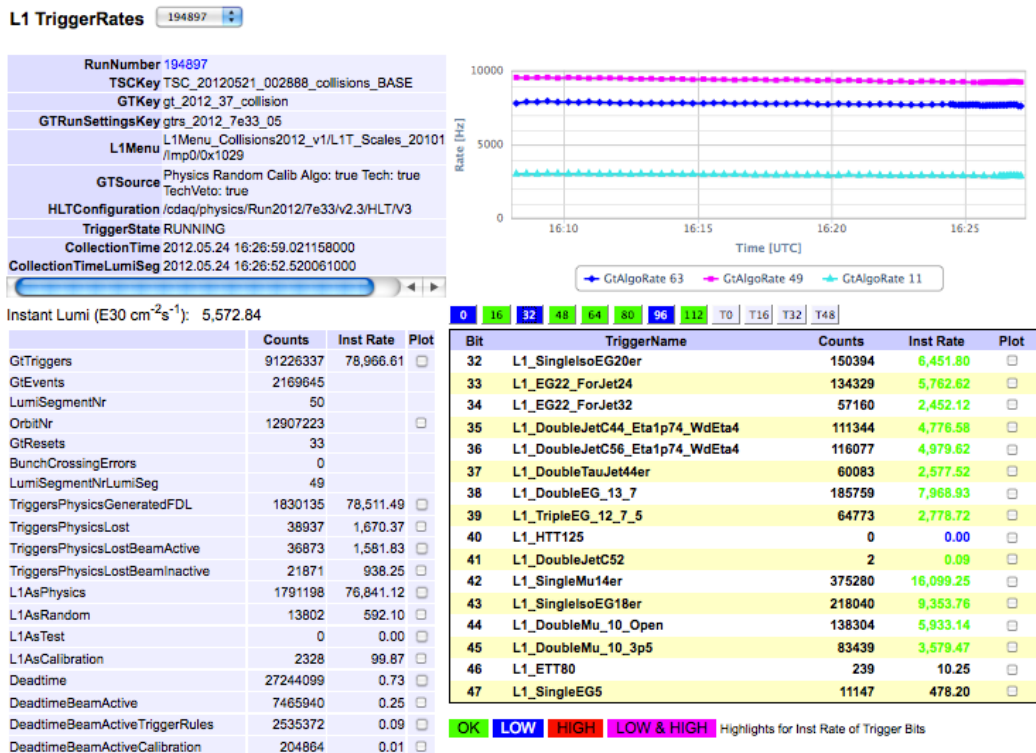 L1 TriggerRates 194897
RunNumber 194897
TSCKey TSC_20120521_002888_collisions_BASE
GTKey gt_2012_37_collision
GTRunSettingsKey gtrs_2012_7e33_05
L1Menu L1Menu_Collisions2012_v1/L1T_Scales_20101
/Imp0/0x1029
GTSource Physics Random Calib Algo: true Tech: true
TechVeto: true
HLTConfiguration /cdaq/physics/Run2012/7e33/v2.3/HLT/V3
TriggerState RUNNING
CollectionTime 2012.05.24 16:26:59.021158000
CollectionTimeLumiSeg 2012.05.24 16:26:52.520061000
Instant Lumi (E30 cm-2s-1): 5,572.84
Counts Inst Rate Plot
GtTriggers 91226337 78,966.61
GtEvents 2169645
LumiSegmentNr 50
OrbitNr 12907223
GtResets 33
BunchCrossingErrors 0
LumiSegmentNrLumiSeg 49
TriggersPhysicsGeneratedFDL 1830135 78,511.49
TriggersPhysicsLost 38937 1,670.37
TriggersPhysicsLostBeamActive 36873 1,581.83
TriggersPhysicsLostBeamInactive 21871 938.25
L1AsPhysics 1791198 76,841.12
L1AsRandom 13802 592.10
L1AsTest 0 0.00
L1AsCalibration 2328 99.87
Deadtime 27244099 0.73
DeadtimeBeamActive 7465940 0.25
DeadtimeBeamActiveTriggerRules 2535372 0.09
DeadtimeBeamActiveCalibration 204864 0.01
10000
5000
0
Rate [Hz]
16:10 16:15 16:20 16:25
Time [UTC]
GtAlgoRate 63 GtAlgoRate 49 GtAlgoRate 11
0 16 32 48 64 80 96 112 T0 T16 T32 T48
Bit TriggerName Counts Inst Rate Plot
32 L1_SingleIsoEG20er 150394 6,451.80
33 L1_EG22_ForJet24 134329 5,762.62
34 L1_EG22_ForJet32 57160 2,452.12
35 L1_DoubleJetC44_Eta1p74_WdEta4 111344 4,776.58
36 L1_DoubleJetC56_Eta1p74_WdEta4 116077 4,979.62
37 L1_DoubleTauJet44er 60083 2,577.52
38 L1_DoubleEG_13_7 185759 7,968.93
39 L1_TripleEG_12_7_5 64773 2,778.72
40 L1_HTT125 0 0.00
41 L1_DoubleJetC52 2 0.09
42 L1_SingleMu14er 375280 16,099.25
43 L1_SingleIsoEG18er 218040 9,353.76
44 L1_DoubleMu_10_Open 138304 5,933.14
45 L1_DoubleMu_10_3p5 83439 3,579.47
46 L1_ETT80 239 10.25
47 L1_SingleEG5 11147 478.20
OK LOW HIGH LOW & HIGH Highlights for Inst Rate of Trigger Bits